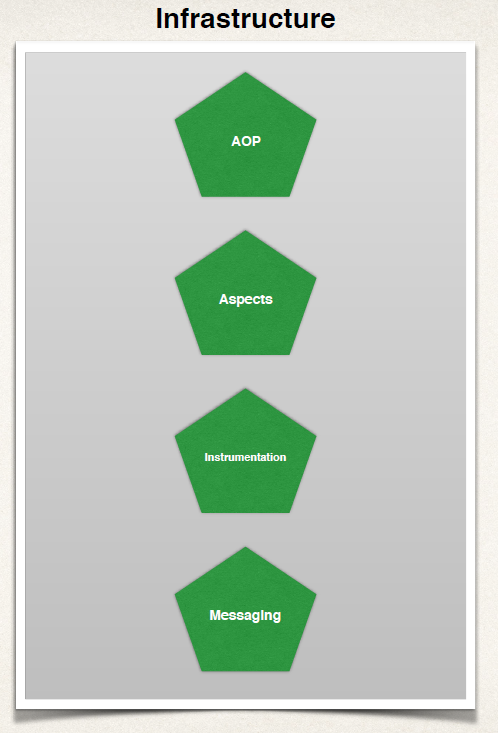 Infrastructure
AOP
Aspects
Instrumentation
Messaging